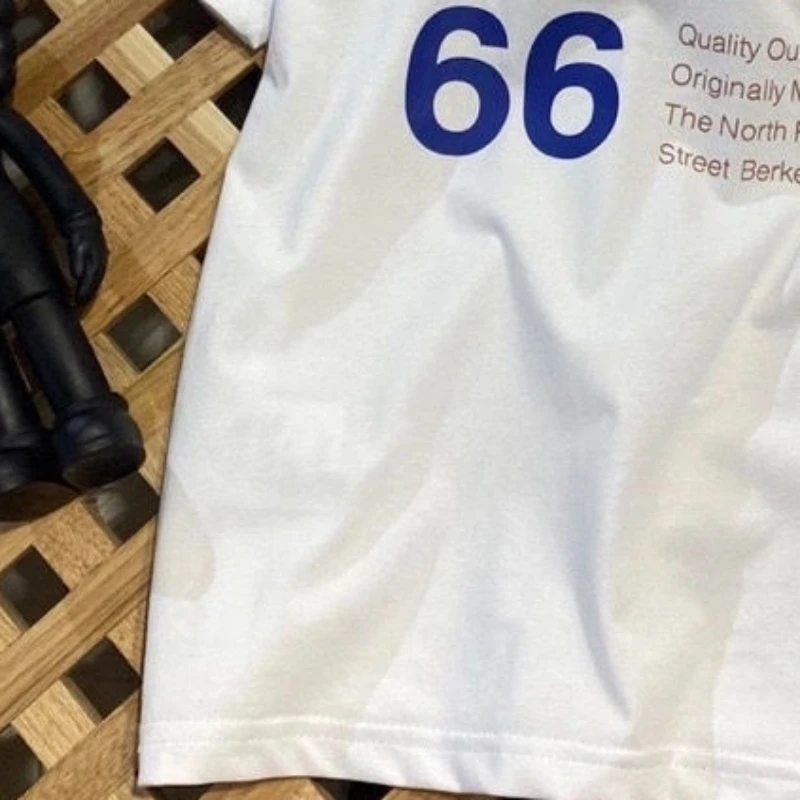 66
Quality Ou
Originally M
The North F
Street Berke